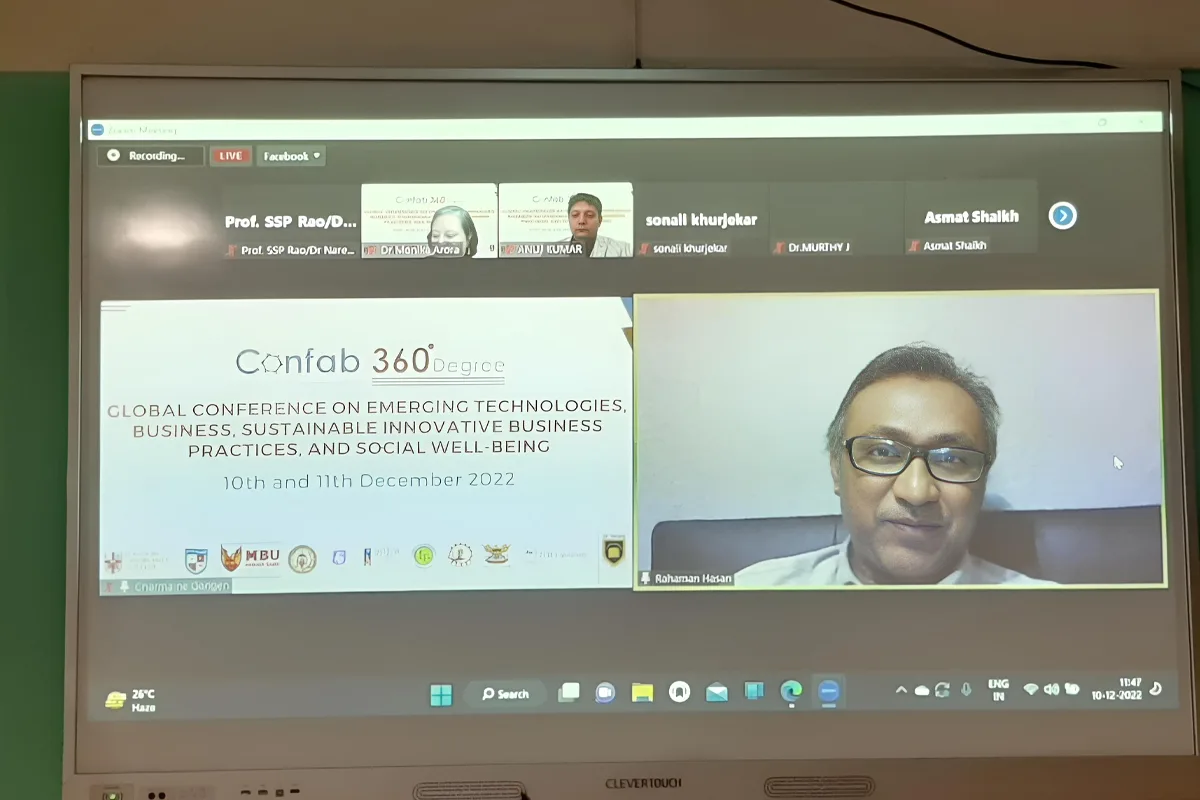 Recording...
LIVE
Facebook
Prof. SSP Rao/D...
sonali khurjekar
Asmat Shaikh
Prof. SSP Rao/Dr Nare...
Dr.Monika Arora
ANUJ KUMAR
sonali khurjekar
Dr.MURTHY J
Asmat Shaikh
Confab 360° Degree
GLOBAL CONFERENCE ON EMERGING TECHNOLOGIES,
BUSINESS, SUSTAINABLE INNOVATIVE BUSINESS
PRACTICES, AND SOCIAL WELL-BEING
10th and 11th December 2022
MBU
Charmaine Gangen
Rahaman Hasan
26°C
Haze
Search
ENG
IN
11:47
10-12-2022
CLEVERTOUCH